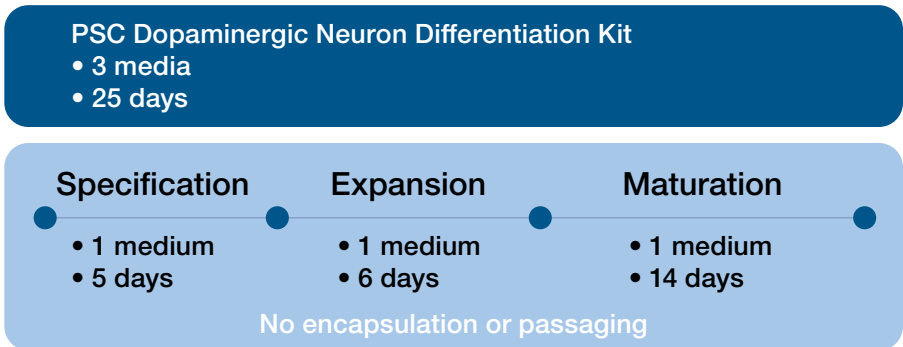 PSC Dopaminergic Neuron Differentiation Kit
• 3 media
• 25 days
Specification
Expansion
Maturation
• 1 medium
• 5 days
• 1 medium
• 6 days
• 1 medium
• 14 days
No encapsulation or passaging